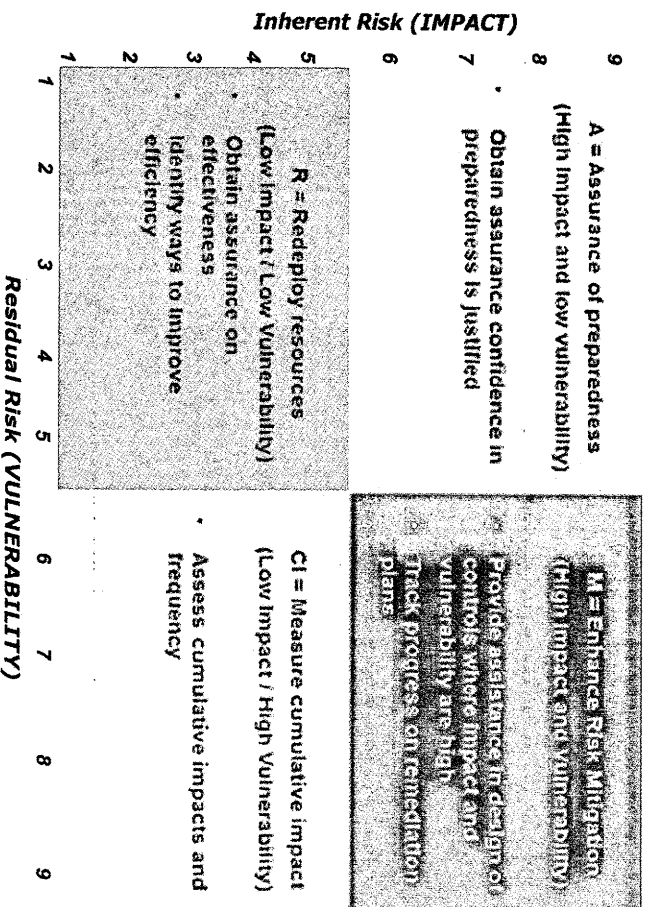 Inherent Risk (IMPACT)
9
8
7
6
5
4
3
2
1
A = Assurance of preparedness
(High impact and low vulnerability)
• Obtain assurance confidence in
preparedness is justified
M = Enhance Risk Mitigation
(High impact and vulnerability)
Provide assistance in design of
controls where impact and
vulnerability are high
Track progress on remediation
plans
R = Redeploy resources
(Low impact / Low Vulnerability)
• Obtain assurance on
effectiveness
• Identify ways to improve
efficiency
CI = Measure cumulative impact
(Low Impact / High Vulnerability)
• Assess cumulative impacts and
frequency
1 2 3 4 5 6 7 8 9
Residual Risk (VULNERABILITY)